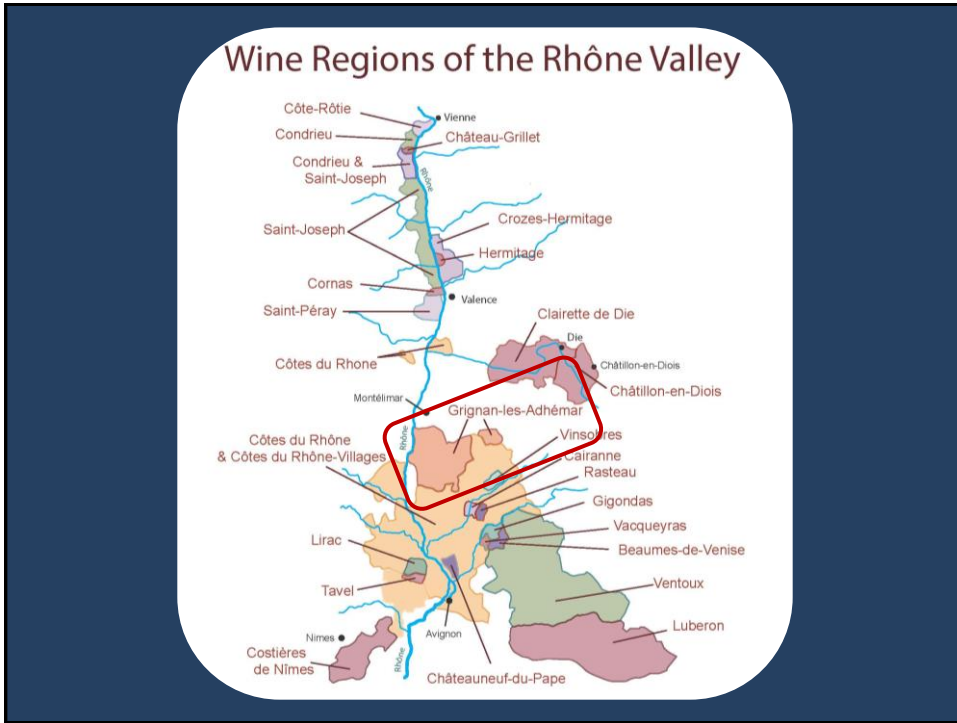 Wine Regions of the Rhône Valley
Côte-Rôtie
Vienne
Condrieu
Château-Grillet
Condrieu &
Saint-Joseph
Rhône
Crozes-Hermitage
Saint-Joseph
Hermitage
Cornas
Valence
Saint-Péray
Clairette de Die
Die
Côtes du Rhone
Châtillon-en-Diois
Châtillon-en-Diois
Montélimar
Grignan-les-Adhémar
Rhône
Côtes du Rhône
& Côtes du Rhône-Villages
Vinsobres
Cairanne
Rasteau
Gigondas
Vacqueyras
Lirac
Beaumes-de-Venise
Tavel
Ventoux
Luberon
Nimes
Avignon
Costières
de Nîmes
Rhône
Châteauneuf-du-Pape